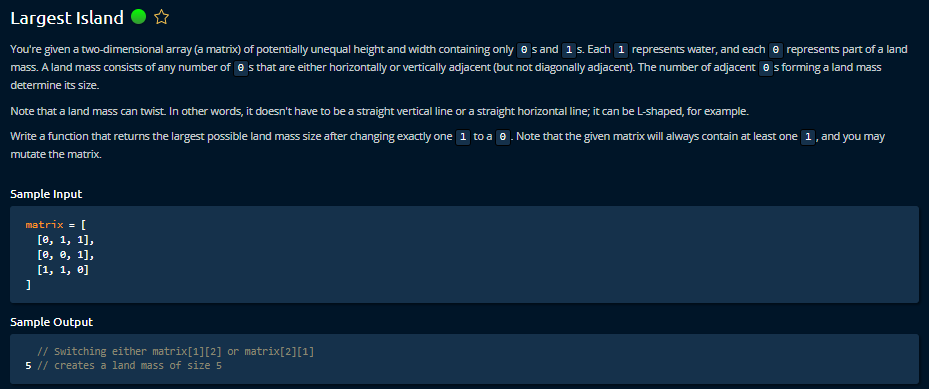 Largest Island
You're given a two-dimensional array (a matrix) of potentially unequal height and width containing only 0 s and 1 s. Each 1 represents water, and each 0 represents part of a land
mass. A land mass consists of any number of 0 s that are either horizontally or vertically adjacent (but not diagonally adjacent). The number of adjacent 0 s forming a land mass
determine its size.
Note that a land mass can twist. In other words, it doesn't have to be a straight vertical line or a straight horizontal line; it can be L-shaped, for example.
Write a function that returns the largest possible land mass size after changing exactly one 1 to a 0 . Note that the given matrix will always contain at least one 1 , and you may
mutate the matrix.
Sample Input
matrix = [
[0, 1, 1],
[0, 0, 1],
[1, 1, 0]
]
Sample Output
// Switching either matrix[1][2] or matrix[2][1]
5 // creates a land mass of size 5